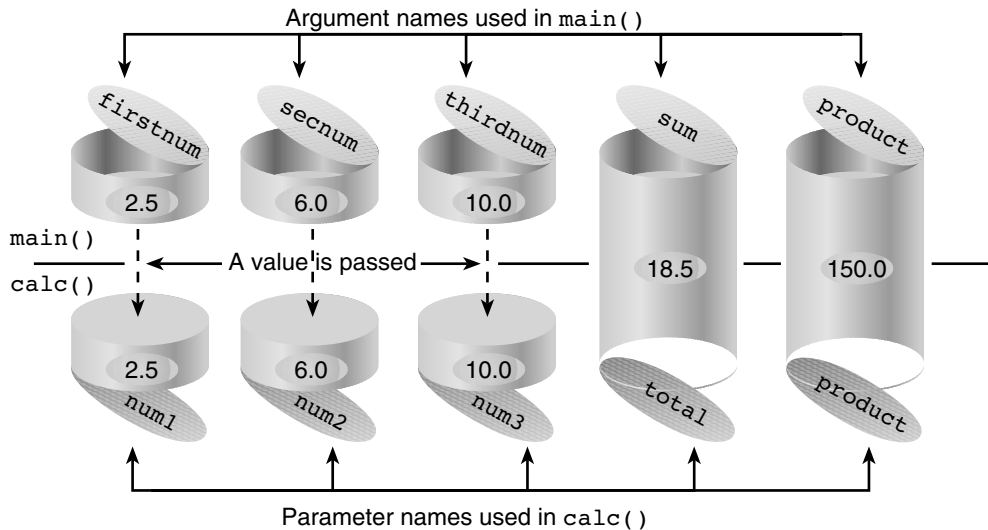 Argument names used in main()
firstnum secnum thirdnum sum product
2.5 6.0 10.0
main()
A value is passed 18.5 150.0
calc()
2.5 6.0 10.0
num1 num2 num3 total product
Parameter names used in calc()